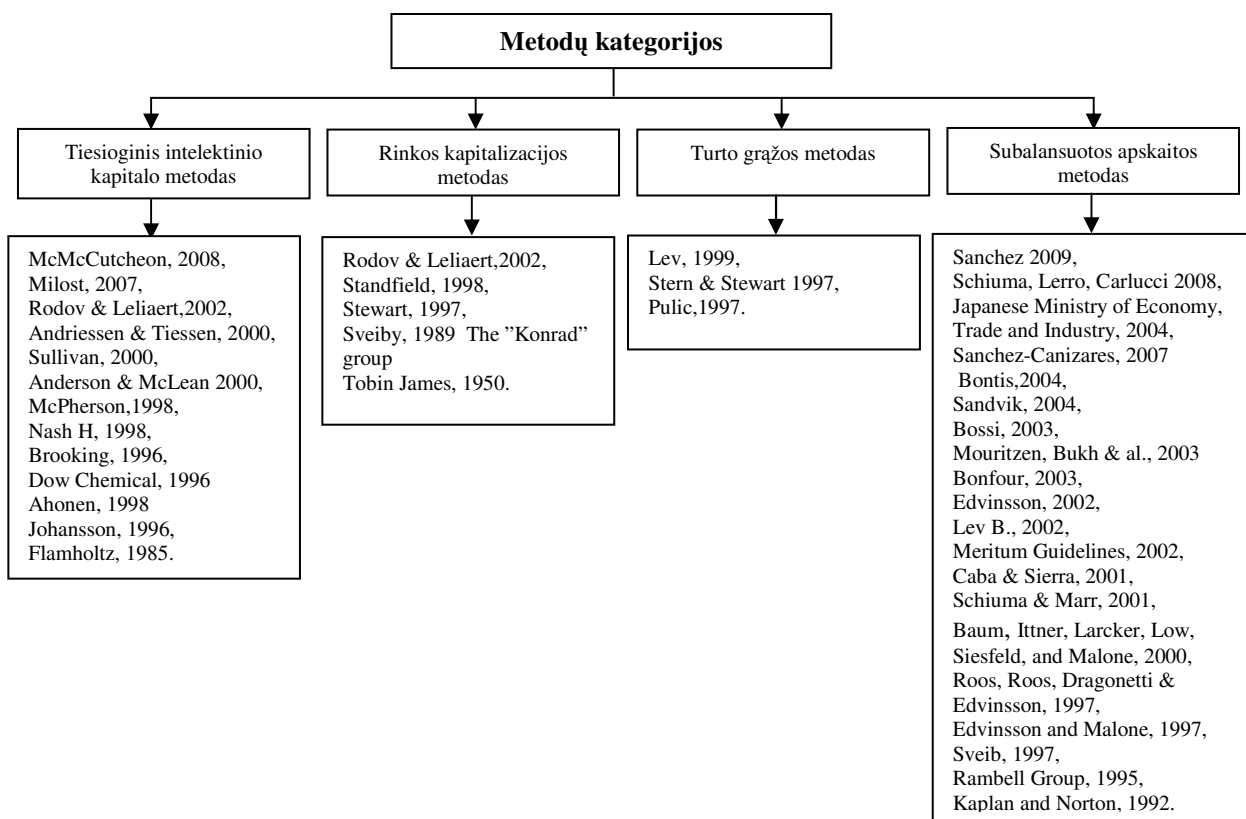 Metodų kategorijos
Tiesioginis intelektinio
kapitalo metodas
Rinkos kapitalizacijos
metodas
Turto grąžos metodas
Subalansuotos apskaitos
metodas
McMcCutcheon, 2008,
Milost, 2007,
Rodov & Leliaert,2002,
Andriessen & Tiessen, 2000,
Sullivan, 2000,
Anderson & McLean 2000,
McPherson,1998,
Nash H, 1998,
Brooking, 1996,
Dow Chemical, 1996
Ahonen, 1998
Johansson, 1996,
Flamholtz, 1985.
Rodov & Leliaert,2002,
Standfield, 1998,
Stewart, 1997,
Sveiby, 1989 The ”Konrad”
group
Tobin James, 1950.
Lev, 1999,
Stern & Stewart 1997,
Pulic,1997.
Sanchez 2009,
Schiuma, Lerro, Carlucci 2008,
Japanese Ministry of Economy,
Trade and Industry, 2004,
Sanchez-Canizares, 2007
Bontis,2004,
Sandvik, 2004,
Bossi, 2003,
Mouritzen, Bukh & al., 2003
Bonfour, 2003,
Edvinsson, 2002,
Lev B., 2002,
Meritum Guidelines, 2002,
Caba & Sierra, 2001,
Schiuma & Marr, 2001,
Baum, Ittner, Larcker, Low,
Siesfeld, and Malone, 2000,
Roos, Roos, Dragonetti &
Edvinsson, 1997,
Edvinsson and Malone, 1997,
Sveib, 1997,
Rambell Group, 1995,
Kaplan and Norton, 1992.